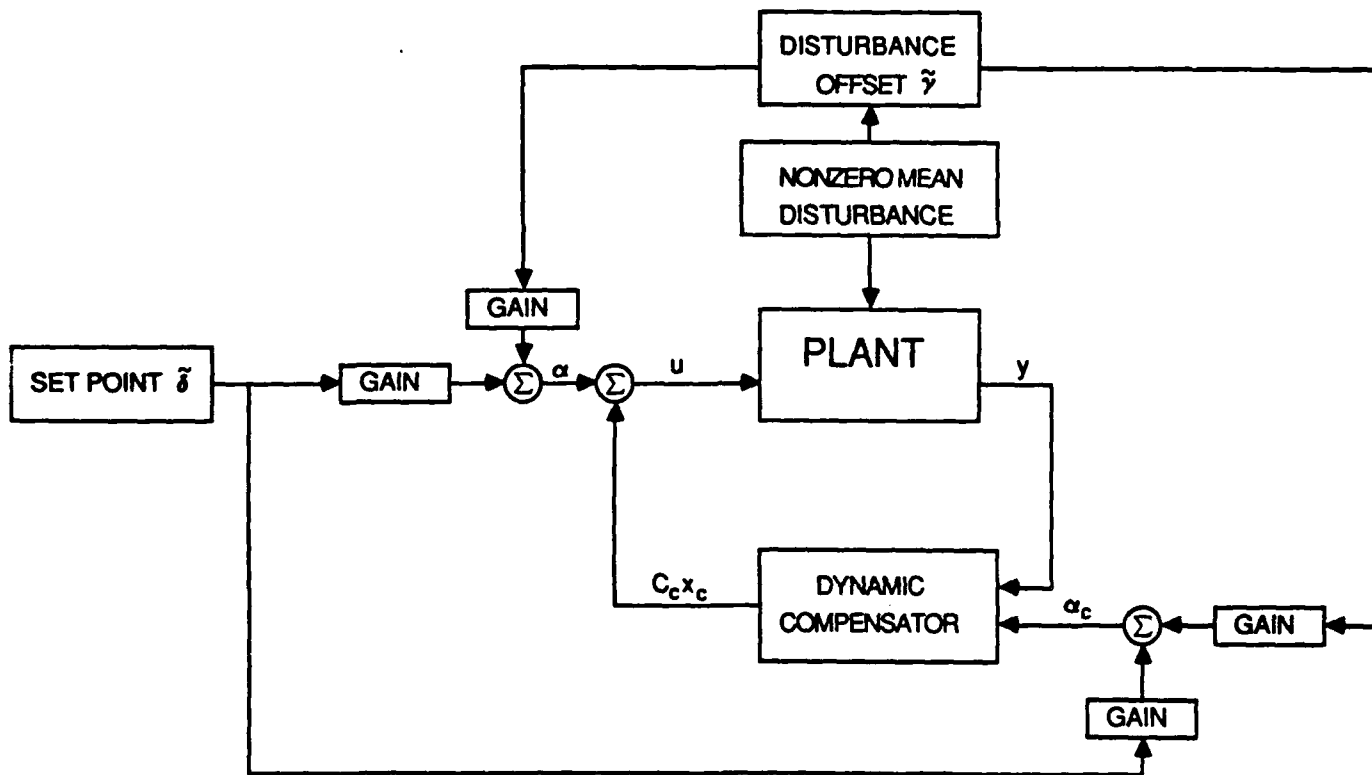 DISTURBANCE
OFFSET γ̃
NONZERO MEAN
DISTURBANCE
GAIN
PLANT
SET POINT δ̃
GAIN
Σ
α
Σ
u
y
C_c x_c
DYNAMIC
COMPENSATOR
α_c
Σ
GAIN
GAIN